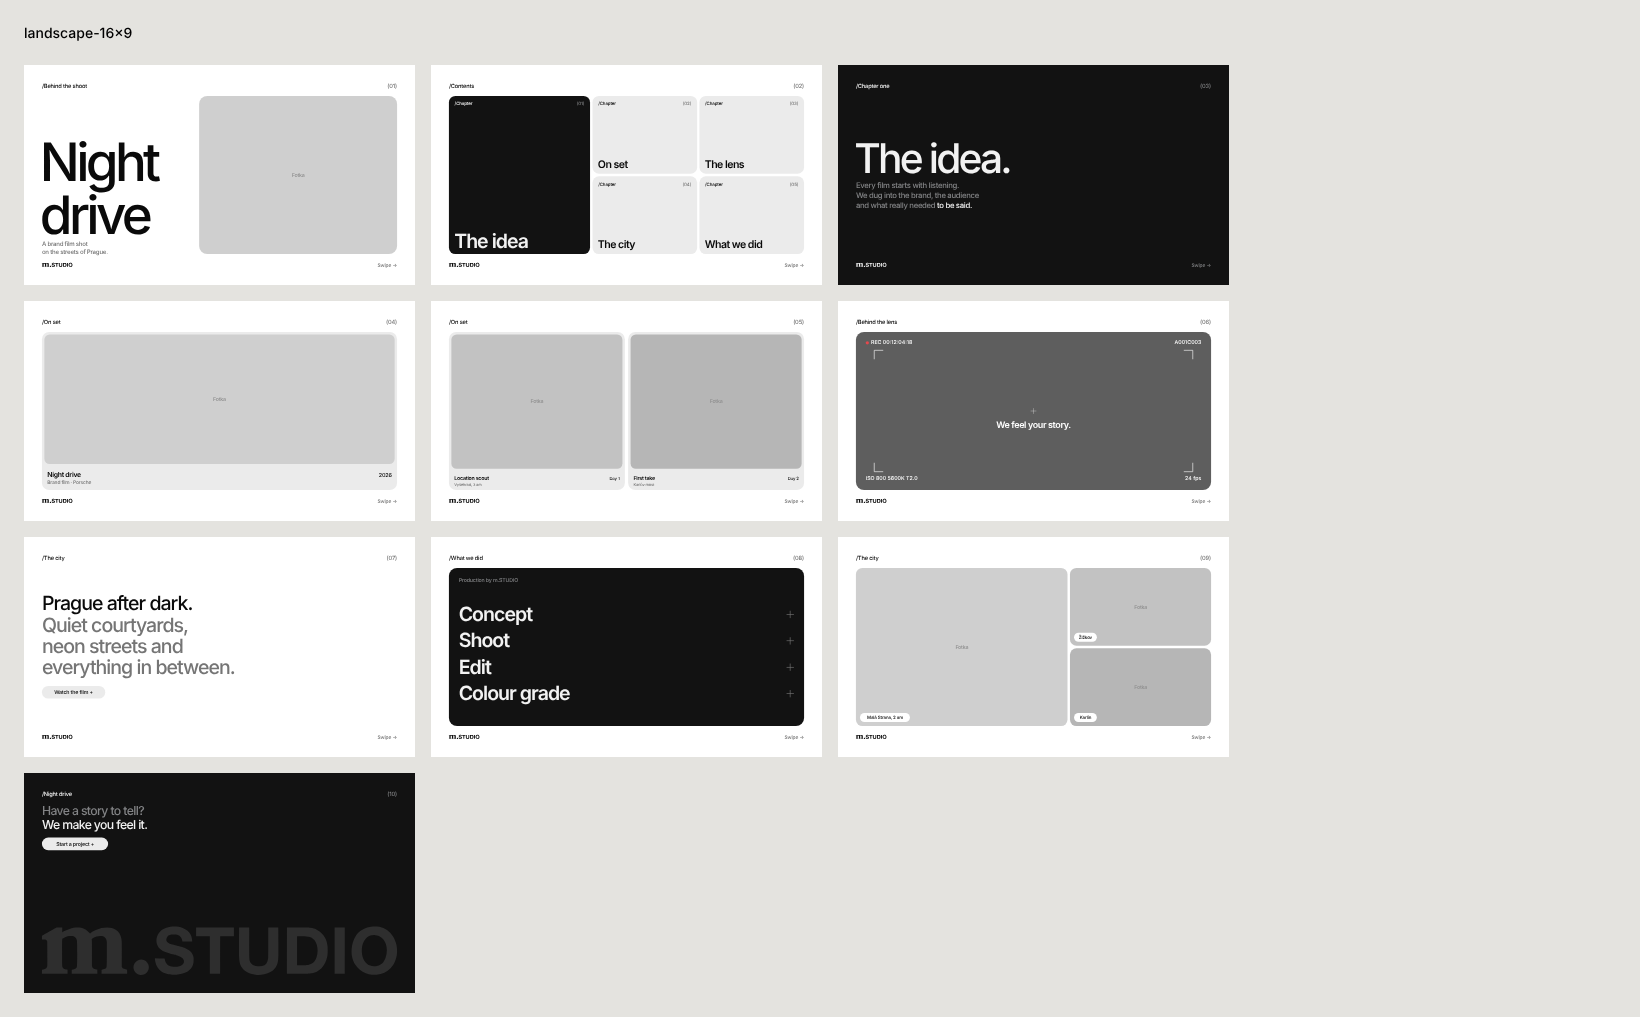 landscape-16×9
/Behind the shoot
(01)
Night
drive
Fotka
A brand film shot
on the streets of Prague.
m.STUDIO
Swipe →
/Contents
(02)
/Chapter
(01)
The idea
/Chapter
(02)
On set
/Chapter
(03)
The lens
/Chapter
(04)
The city
/Chapter
(05)
What we did
m.STUDIO
Swipe →
/Chapter one
(03)
The idea.
Every film starts with listening.
We dug into the brand, the audience
and what really needed to be said.
m.STUDIO
Swipe →
/On set
(04)
Fotka
Night drive
2026
Brand film · Porsche
m.STUDIO
Swipe →
/On set
(05)
Fotka
Fotka
Location scout
Day 1
First take
Day 2
m.STUDIO
Swipe →
/Behind the lens
(06)
REC 00:12:04:18
A001C003
+
We feel your story.
ISO 800 5600K T2.0
24 fps
m.STUDIO
Swipe →
/The city
(07)
Prague after dark.
Quiet courtyards,
neon streets and
everything in between.
Watch the film +
m.STUDIO
Swipe →
/What we did
(08)
Production by m.STUDIO
Concept +
Shoot +
Edit +
Colour grade +
m.STUDIO
Swipe →
/The city
(09)
Fotka
Malá Strana, 2 am
Fotka
Žižkov
Fotka
Karlín
m.STUDIO
Swipe →
/Night drive
(10)
Have a story to tell?
We make you feel it.
Start a project +
m.STUDIO